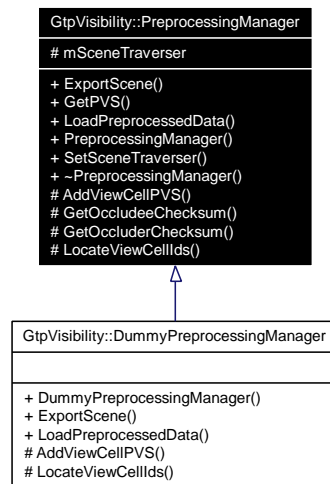 GtpVisibility::PreprocessingManager
# mSceneTraverser
+ ExportScene()
+ GetPVS()
+ LoadPreprocessedData()
+ PreprocessingManager()
+ SetSceneTraverser()
+ ~PreprocessingManager()
# AddViewCellPVS()
# GetOccludeeChecksum()
# GetOccluderChecksum()
# LocateViewCellIds()
GtpVisibility::DummyPreprocessingManager
+ DummyPreprocessingManager()
+ ExportScene()
+ LoadPreprocessedData()
# AddViewCellPVS()
# LocateViewCellIds()